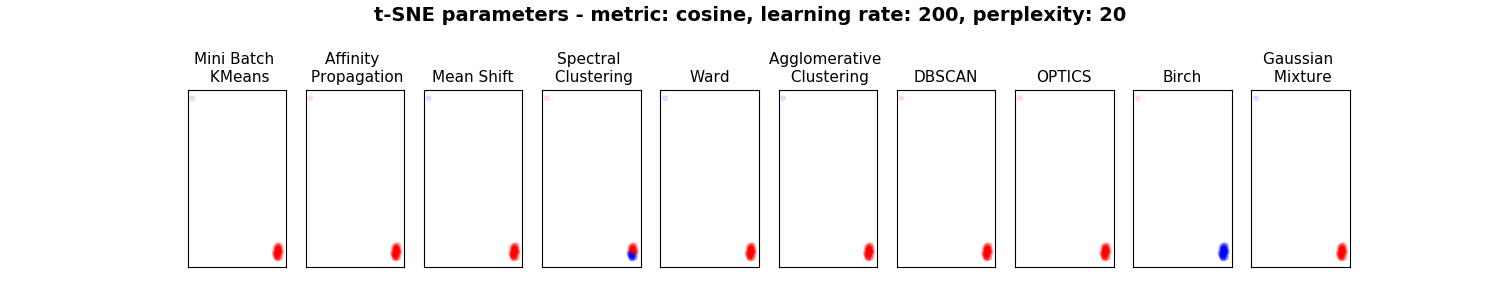 t-SNE parameters - metric: cosine, learning rate: 200, perplexity: 20
Mini Batch
KMeans
Affinity
Propagation
Mean Shift
Spectral
Clustering
Ward
Agglomerative
Clustering
DBSCAN
OPTICS
Birch
Gaussian
Mixture